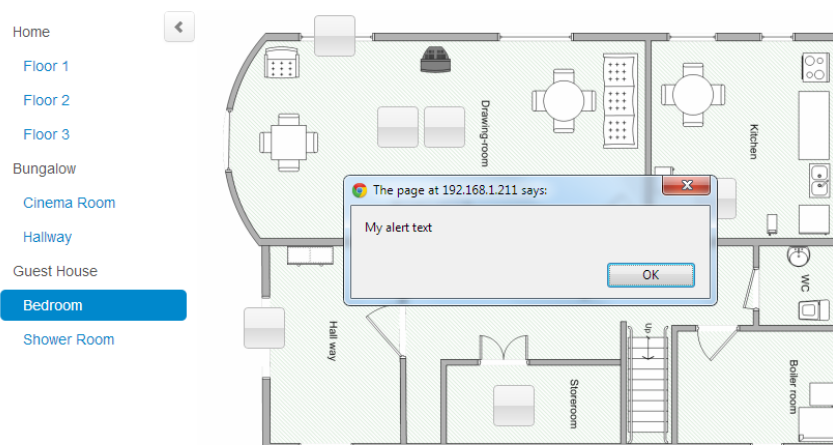 Home
Floor 1
Floor 2
Floor 3
Bungalow
Cinema Room
Hallway
Guest House
Bedroom
Shower Room
Drawing-room
Kitchen
The page at 192.168.1.211 says:
My alert text
OK
WC
Hall way
Up
Storeroom
Boiler room